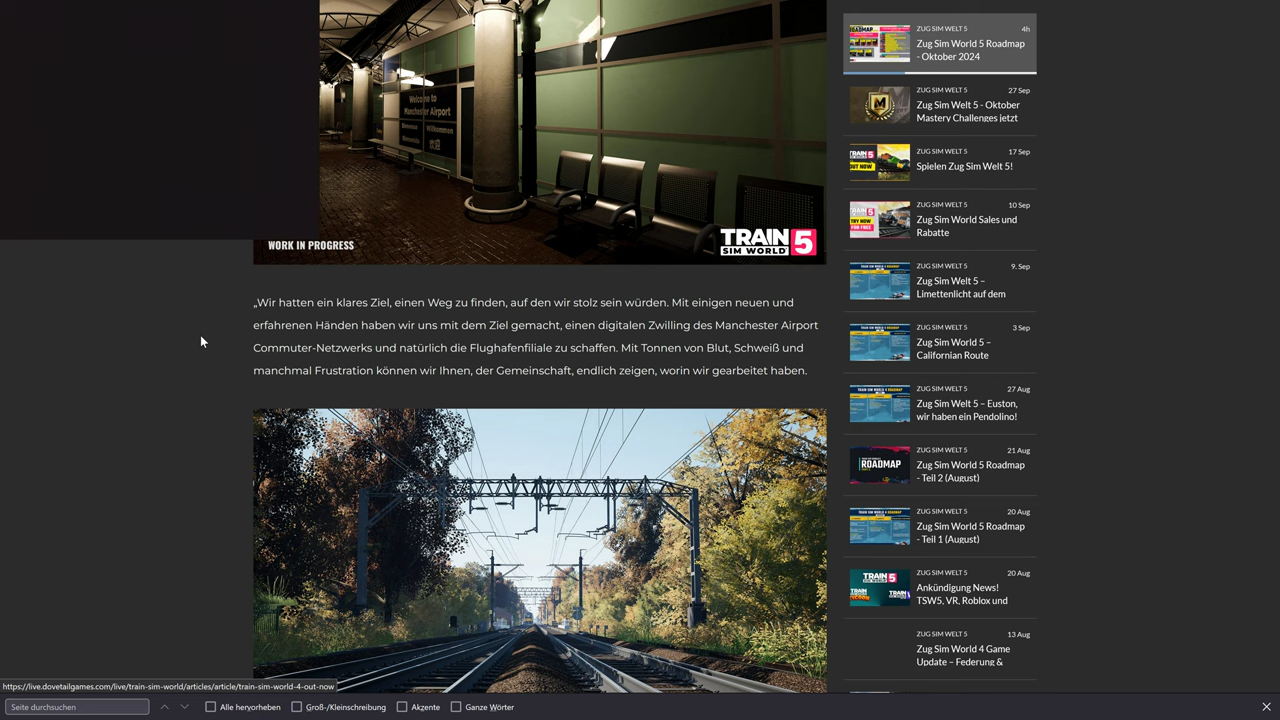 Welcome to
Manchester Airport
Bienvenue
Willkommen
WORK IN PROGRESS
TRAIN
SIM WORLD
5
„Wir hatten ein klares Ziel, einen Weg zu finden, auf den wir stolz sein würden. Mit einigen neuen und
erfahrenen Händen haben wir uns mit dem Ziel gemacht, einen digitalen Zwilling des Manchester Airport
Commuter-Netzwerks und natürlich die Flughafenfiliale zu schaffen. Mit Tonnen von Blut, Schweiß und
manchmal Frustration können wir Ihnen, der Gemeinschaft, endlich zeigen, worin wir gearbeitet haben.
ROADMAP
ZUG SIM WELT 5
4h
Zug Sim World 5 Roadmap
- Oktober 2024
ZUG SIM WELT 5
27 Sep
Zug Sim Welt 5 - Oktober
Mastery Challenges jetzt
ZUG SIM WELT 5
17 Sep
Spielen Zug Sim Welt 5!
ZUG SIM WELT 5
10 Sep
Zug Sim World Sales und
Rabatte
ZUG SIM WELT 5
9. Sep
Zug Sim Welt 5 –
Limettenlicht auf dem
ZUG SIM WELT 5
3 Sep
Zug Sim Welt 5 –
Californian Route
ZUG SIM WELT 5
27 Aug
Zug Sim Welt 5 – Euston,
wir haben ein Pendolino!
ROADMAP
ZUG SIM WELT 5
21 Aug
Zug Sim World 5 Roadmap
- Teil 2 (August)
ZUG SIM WELT 5
20 Aug
Zug Sim World 5 Roadmap
- Teil 1 (August)
TRAIN 5
ZUG SIM WELT 5
20 Aug
Ankündigung News!
TSW5, VR, Roblox und
ZUG SIM WELT 5
13 Aug
Zug Sim World 4 Game
Update – Federung &
https://live.dovetailgames.com/live/train-sim-world/articles/article/train-sim-world-4-out-now
Seite durchsuchen
Alle hervorheben
Groß-/Kleinschreibung
Akzente
Ganze Wörter